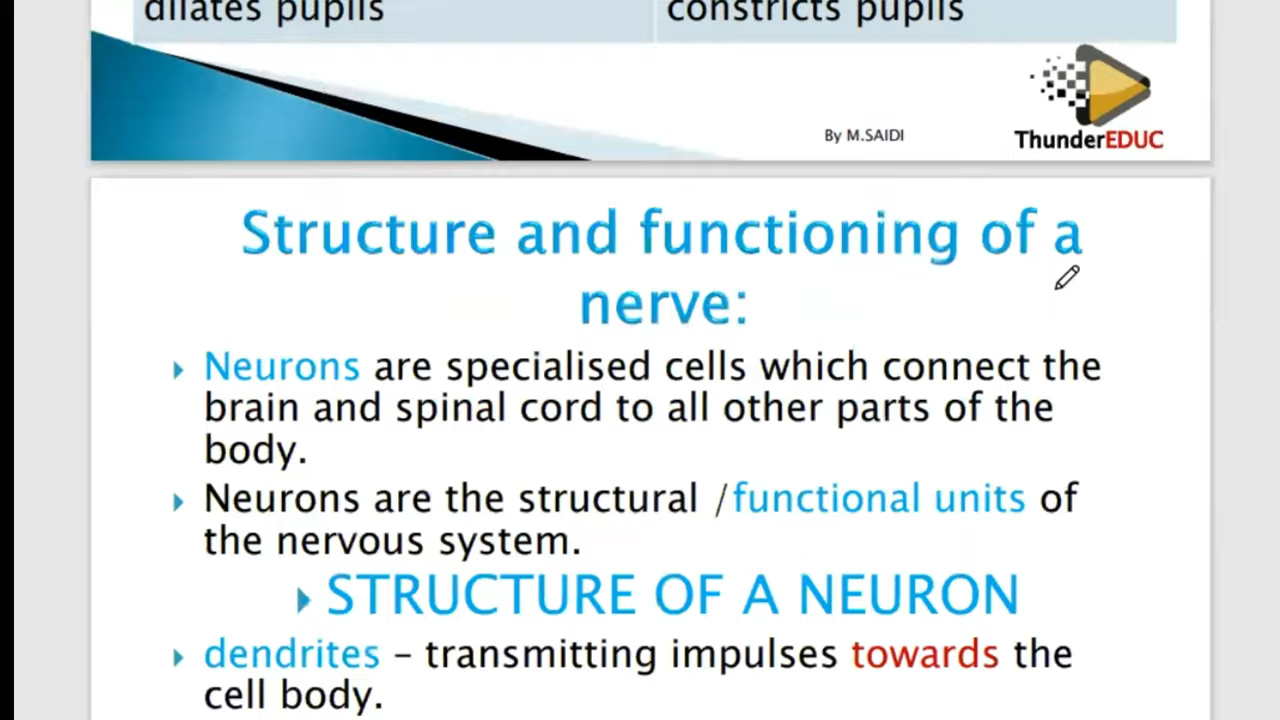 dilates pupils
constricts pupils
By M.SAIDI
ThunderEDUC
Structure and functioning of a
nerve:
Neurons are specialised cells which connect the
brain and spinal cord to all other parts of the
body.
Neurons are the structural /functional units of
the nervous system.
STRUCTURE OF A NEURON
dendrites – transmitting impulses towards the
cell body.